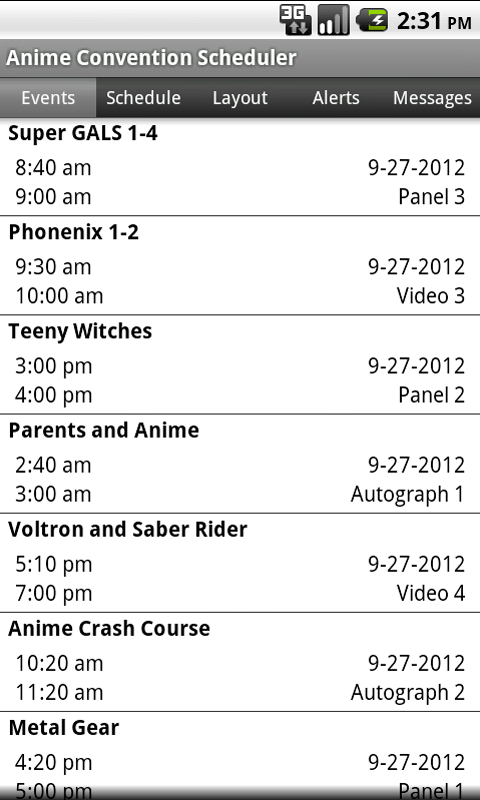 3G 2:31 PM
Anime Convention Scheduler
Events Schedule Layout Alerts Messages
Super GALS 1-4
8:40 am 9-27-2012
9:00 am Panel 3
Phonenix 1-2
9:30 am 9-27-2012
10:00 am Video 3
Teeny Witches
3:00 pm 9-27-2012
4:00 pm Panel 2
Parents and Anime
2:40 am 9-27-2012
3:00 am Autograph 1
Voltron and Saber Rider
5:10 pm 9-27-2012
7:00 pm Video 4
Anime Crash Course
10:20 am 9-27-2012
11:20 am Autograph 2
Metal Gear
4:20 pm 9-27-2012
5:00 pm Panel 1